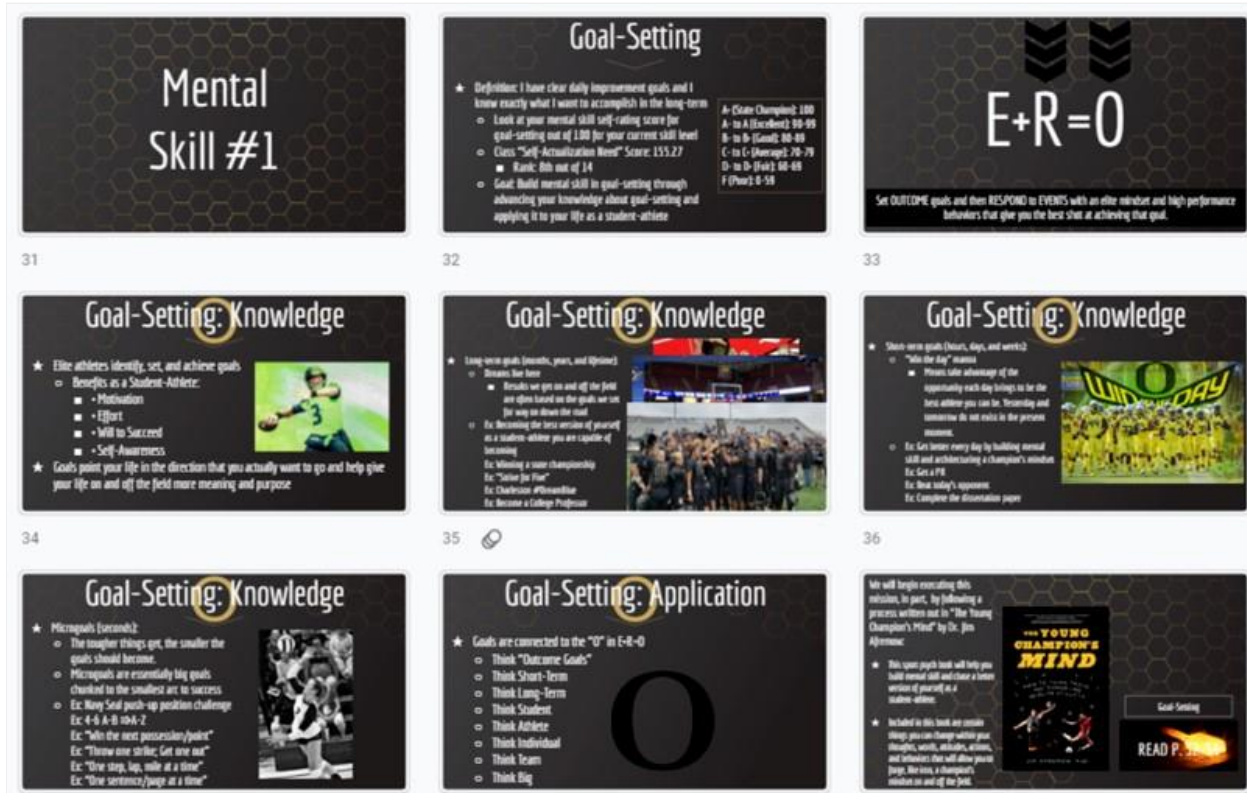 Mental
Skill #1
31
Goal-Setting
★ Definition: I have clear daily improvement goals and I
know exactly what I want to accomplish in the long-term
○ Look at your mental skill self-rating score for
goal-setting out of 100 for your current skill level
○ Class "Self-Actualization Need" Score: 155.27
■ Rank: 8th out of 14
○ Goal: Build mental skill in goal-setting through
advancing your knowledge about goal-setting and
applying it to your life as a student-athlete
A+ (State Champion): 100
A- to A (Excellent): 90-99
B- to B+ (Good): 80-89
C- to C+ (Average): 70-79
D- to D+ (Fair): 60-69
F (Poor): 0-59
32
E+R=O
Set OUTCOME goals and then RESPOND to EVENTS with an elite mindset and high performance
behaviors that give you the best shot at achieving that goal.
33
Goal-Setting: Knowledge
★ Elite athletes identify, set, and achieve goals
○ Benefits as a Student-Athlete:
■ + Motivation
■ + Effort
■ + Will to Succeed
■ + Self-Awareness
★ Goals point your life in the direction that you actually want to go and help give
your life on and off the field more meaning and purpose
3
34
Goal-Setting: Knowledge
★ Long-term goals (months, years, and lifetime):
○ Dreams live here
■ Results we get on and off the field
are often based on the goals we set
for way on down the road
○ Ex: Becoming the best version of yourself
as a student-athlete you are capable of
becoming
Ex: Winning a state championship
Ex: "Strive for Five"
Ex: Charleston #DreamBlue
Ex: Become a College Professor
35
Goal-Setting: Knowledge
★ Short-term goals (hours, days, and weeks):
○ "Win the day" mantra
■ Means take advantage of the
opportunity each day brings to be the
best athlete you can be. Yesterday and
tomorrow do not exist in the present
moment.
○ Ex: Get better every day by building mental
skill and architecturing a champion's mindset
Ex: Get a PR
Ex: Beat today's opponent
Ex: Complete the dissertation paper
WIN DAY
36
Goal-Setting: Knowledge
★ Microgoals (seconds):
○ The tougher things get, the smaller the
goals should become.
○ Microgoals are essentially big goals
chunked to the smallest arc to success
○ Ex: Navy Seal push-up position challenge
Ex: 4-6 A-B A-Z
Ex: "Win the next possession/point"
Ex: "Throw one strike; Get one out"
Ex: "One step, lap, mile at a time"
Ex: "One sentence/page at a time"
Goal-Setting: Application
★ Goals are connected to the "O" in E+R=O
○ Think "Outcome Goals"
○ Think Short-Term
○ Think Long-Term
○ Think Student
○ Think Athlete
○ Think Individual
○ Think Team
○ Think Big
O
We will begin executing this
mission, in part, by following a
process written out in "The Young
Champion's Mind" by Dr. Jim
Afremow:
★ This sport psych book will help you
build mental skill and chase a better
version of yourself as a
student-athlete.
★ Included in this book are certain
things you can change within your
thoughts, words, attitudes, actions,
and behaviors that will allow you to
forge, like iron, a champion's
mindset on and off the field.
THE YOUNG
CHAMPION'S
MIND
Goal-Setting
READ P.